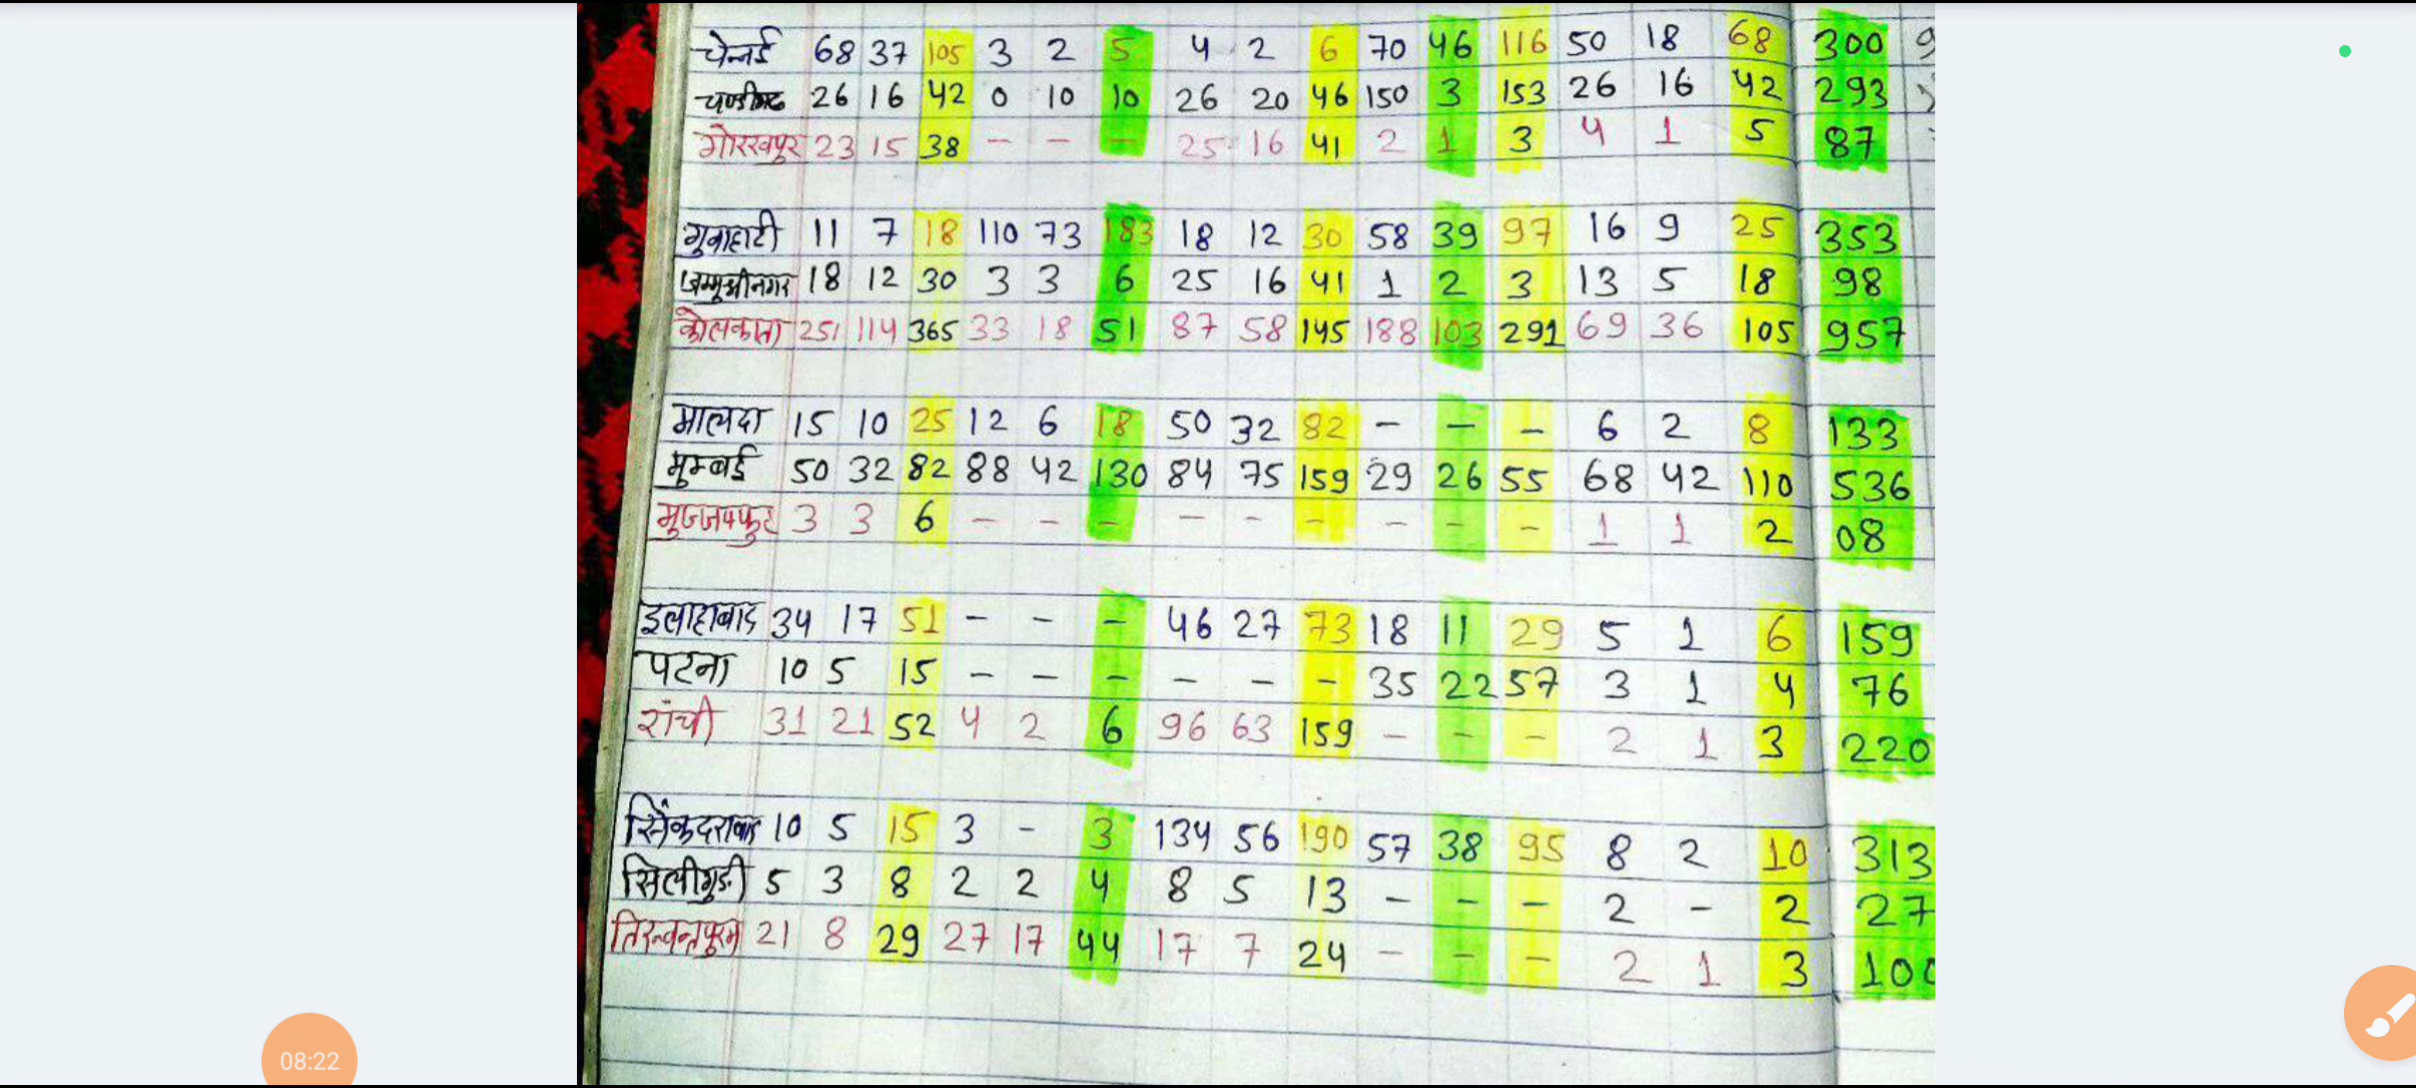 चेन्नई 68 37 105 3 2 5 4 2 6 70 46 116 50 18 68 300
चण्डीगढ 26 16 42 0 10 10 26 20 46 150 3 153 26 16 42 293
गोरखपुर 23 15 38 - - - 25 16 41 2 1 3 4 1 5 87
गुवाहाटी 11 7 18 110 73 183 18 12 30 58 39 97 16 9 25 353
जम्मुश्रीनगर 18 12 30 3 3 6 25 16 41 1 2 3 13 5 18 98
कोलकाता 251 114 365 33 18 51 87 58 145 188 103 291 69 36 105 957
मालदा 15 10 25 12 6 18 50 32 82 - - - 6 2 8 133
मुम्बई 50 32 82 88 42 130 84 75 159 29 26 55 68 42 110 536
मुज्जफ्फुर 3 3 6 - - - - - - - - - 1 1 2 08
इलाहाबाद 34 17 51 - - - 46 27 73 18 11 29 5 1 6 159
पटना 10 5 15 - - - - - - 35 22 57 3 1 4 76
रांची 31 21 52 4 2 6 96 63 159 - - - 2 1 3 220
सिंकदराबाद 10 5 15 3 - 3 134 56 190 57 38 95 8 2 10 313
सिलीगुडी 5 3 8 2 2 4 8 5 13 - - - 2 - 2 27
तिरुवन्तपुरम 21 8 29 27 17 44 17 7 24 - - - 2 1 3 100
08:22